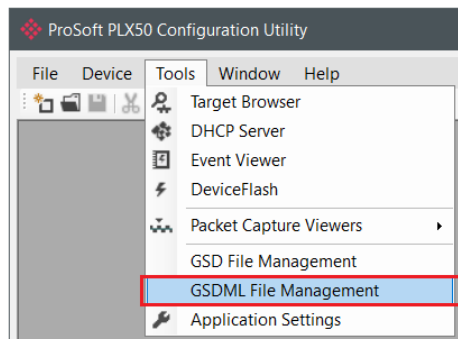 ProSoft PLX50 Configuration Utility
File Device Tools Window Help
Target Browser
DHCP Server
Event Viewer
DeviceFlash
Packet Capture Viewers
GSD File Management
GSDML File Management
Application Settings